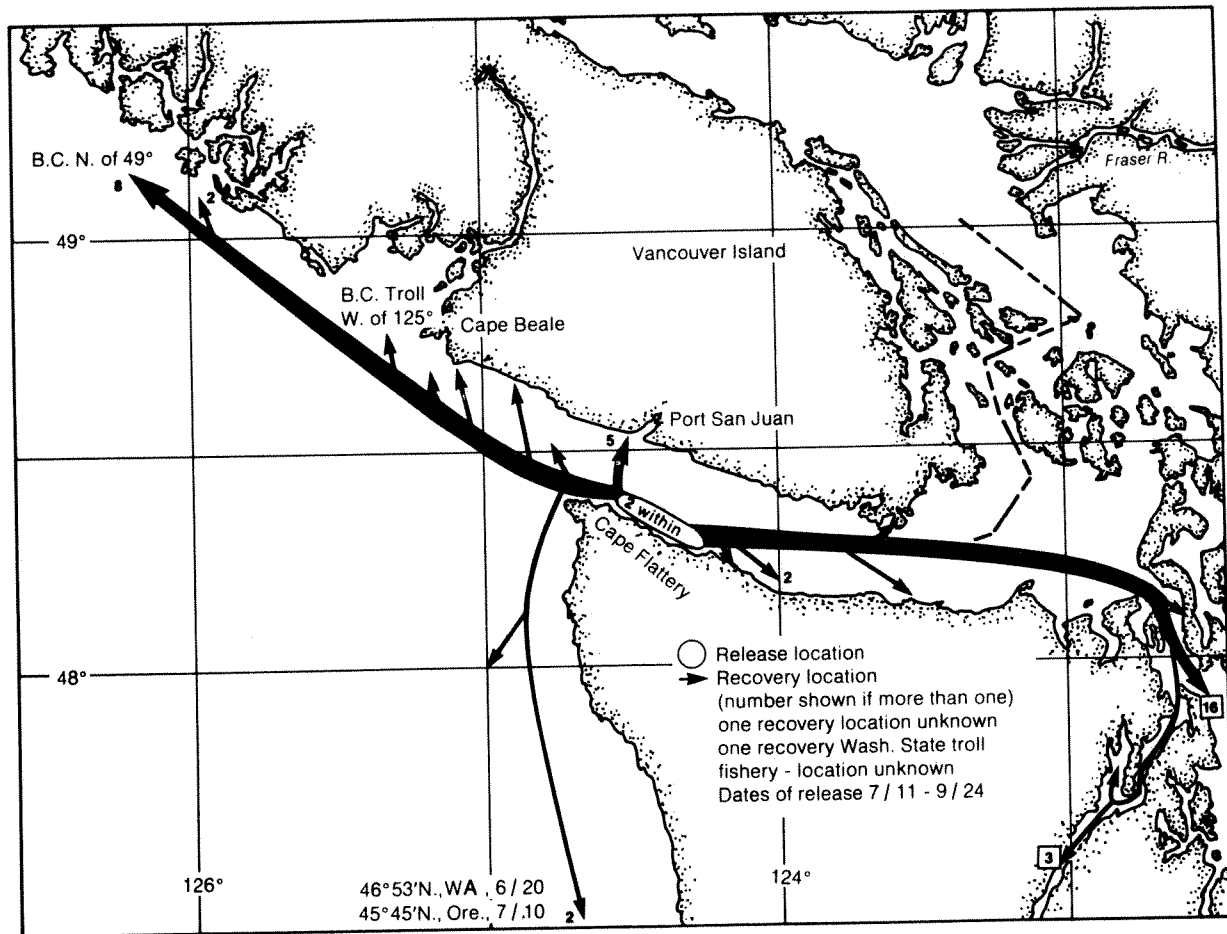 B.C. N. of 49°
8
2
Fraser R.
49°
Vancouver Island
B.C. Troll
W. of 125°
Cape Beale
Port San Juan
5
2 within
Cape Flattery
2
Release location
Recovery location
(number shown if more than one)
one recovery location unknown
one recovery Wash. State troll
fishery - location unknown
Dates of release 7/11 - 9/24
48°
16
3
126°
124°
46°53'N., WA , 6/20
45°45'N., Ore., 7/.10
2